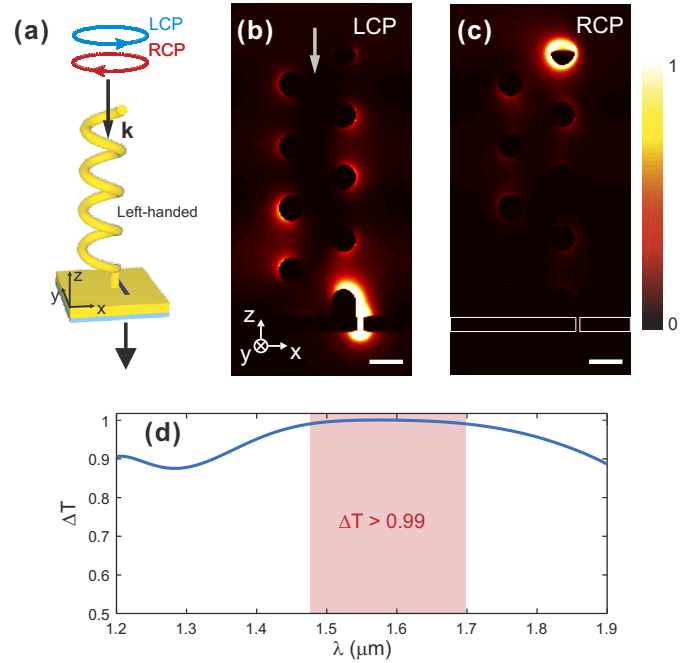 (a)
LCP
RCP
k
Left-handed
z
y
x
(b)
LCP
z
y
x
(c)
RCP
1
0
(d)
ΔT
1
0.9
0.8
0.7
0.6
0.5
ΔT > 0.99
1.2 1.3 1.4 1.5 1.6 1.7 1.8 1.9
λ (μm)